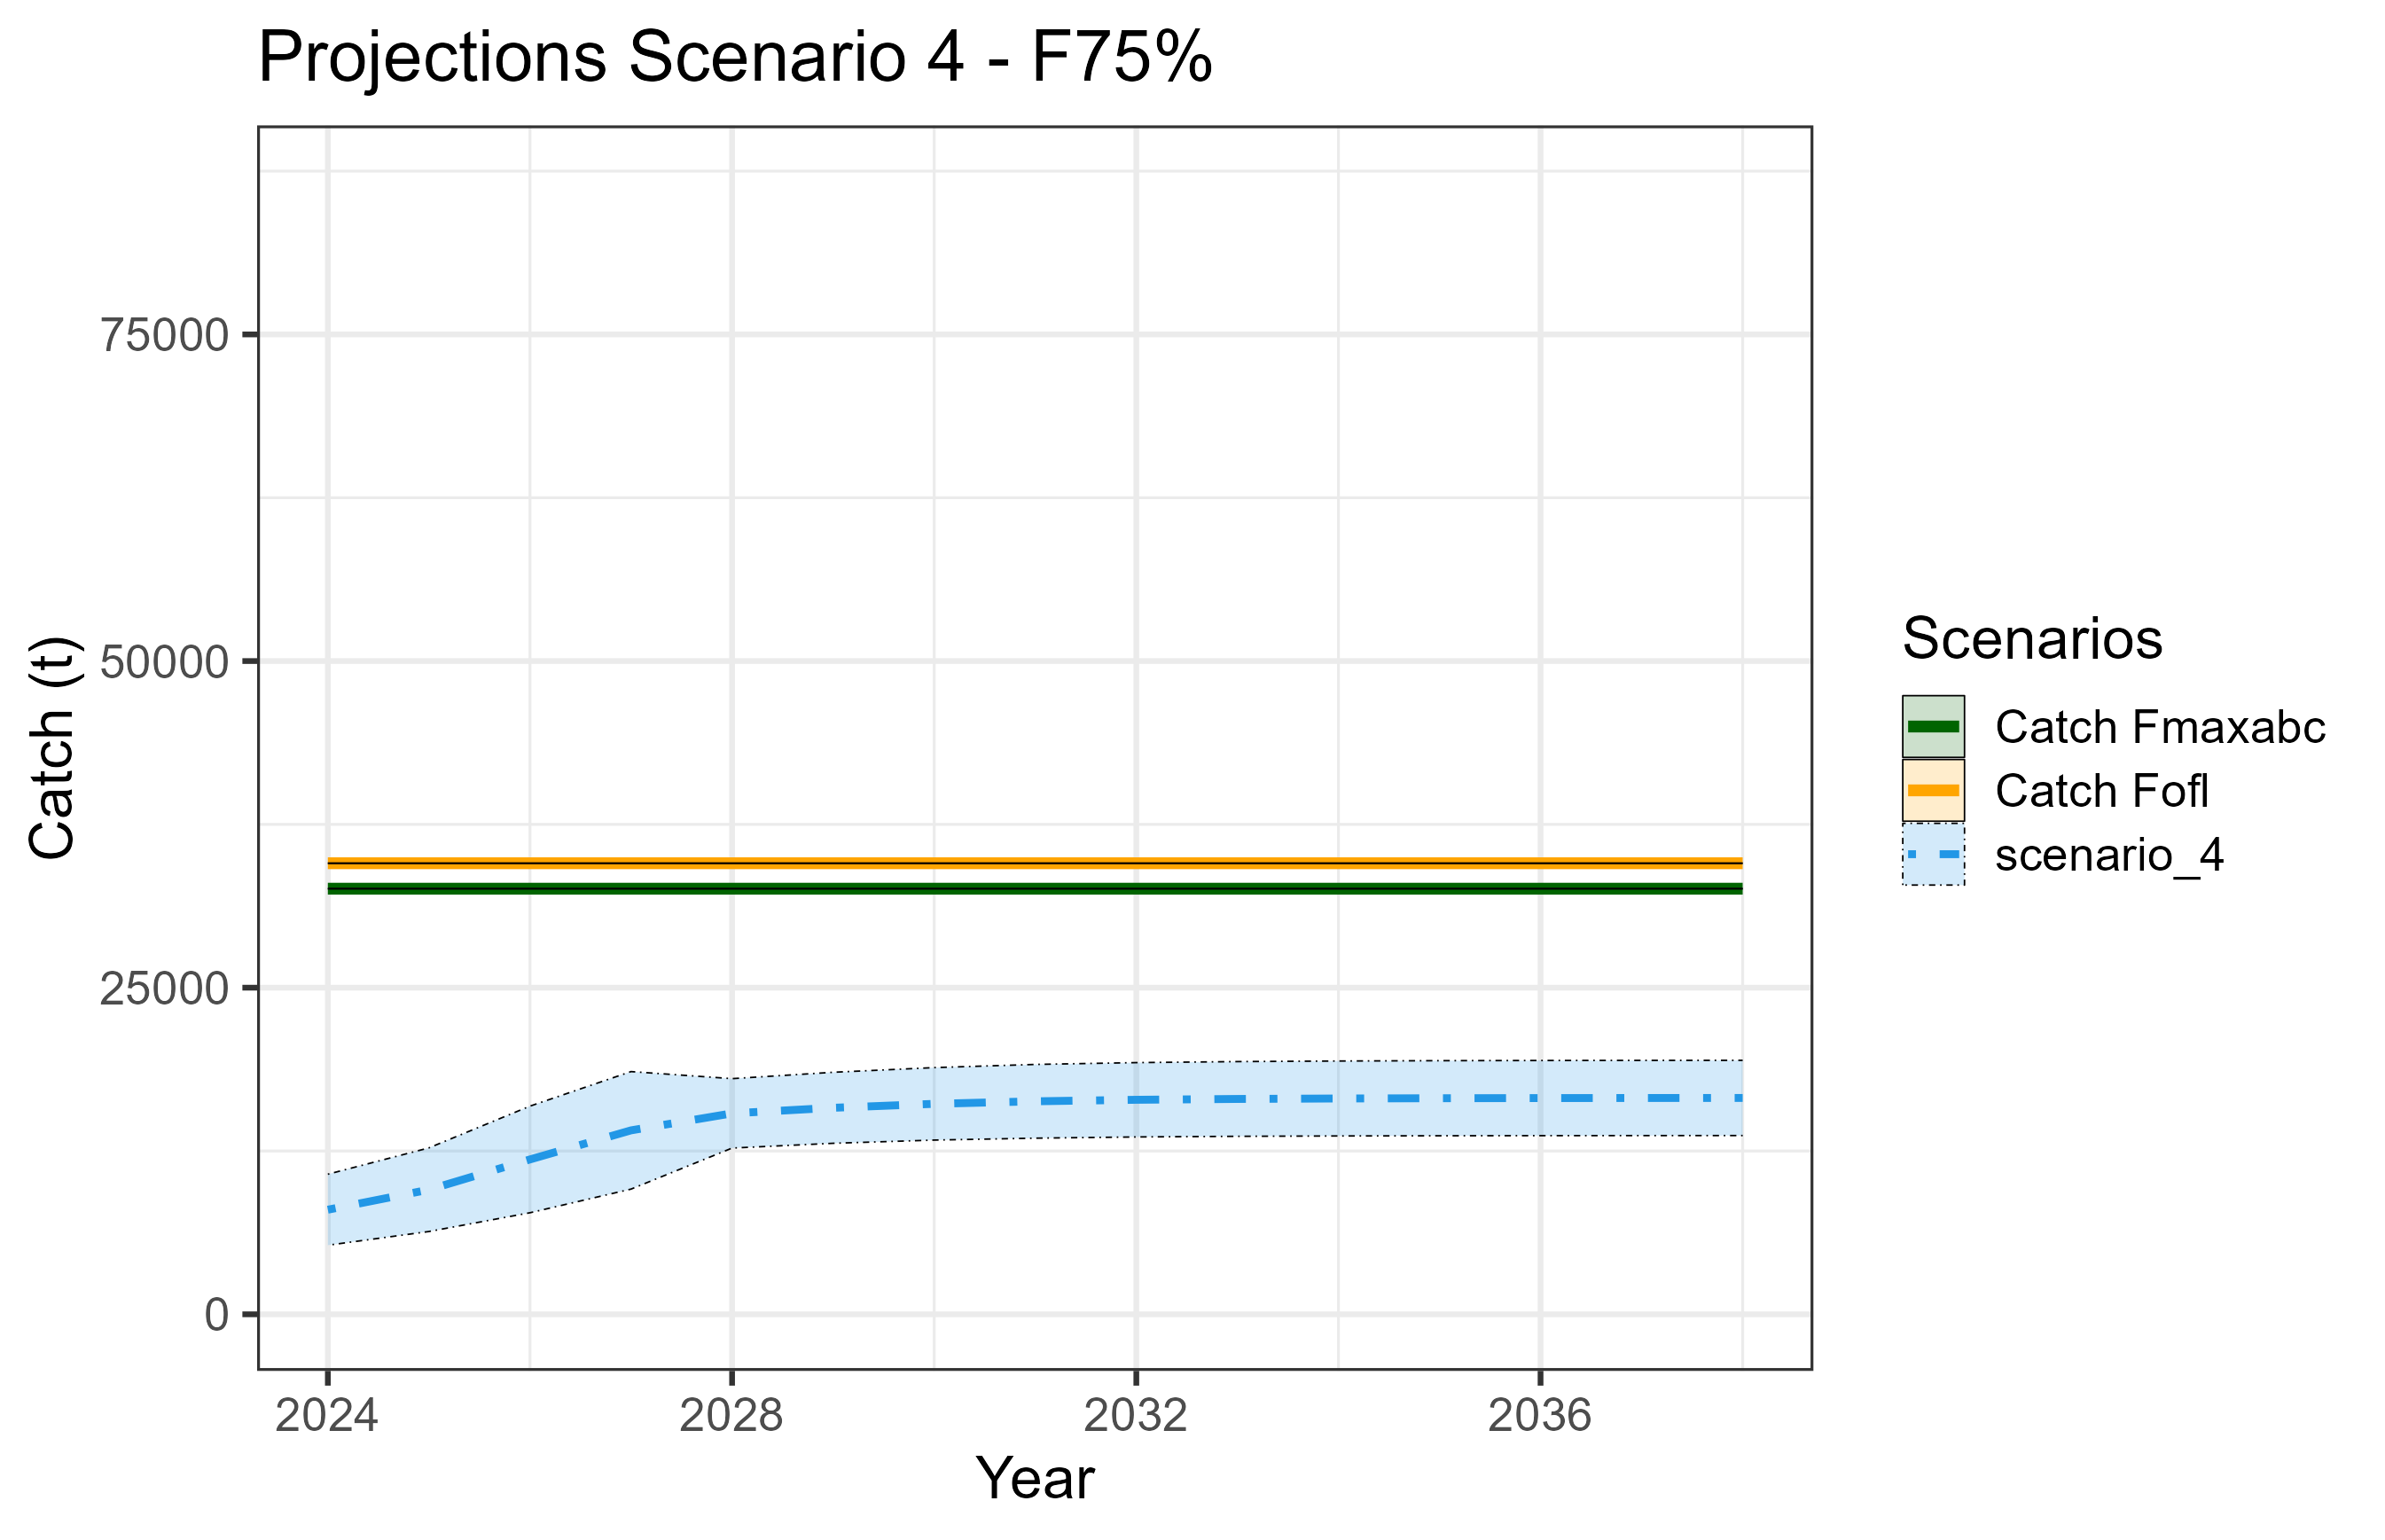 Projections Scenario 4 - F75%
Catch (t)
75000
50000
25000
0
2024
2028
2032
2036
Year
Scenarios
Catch Fmaxabc
Catch Fofl
scenario_4